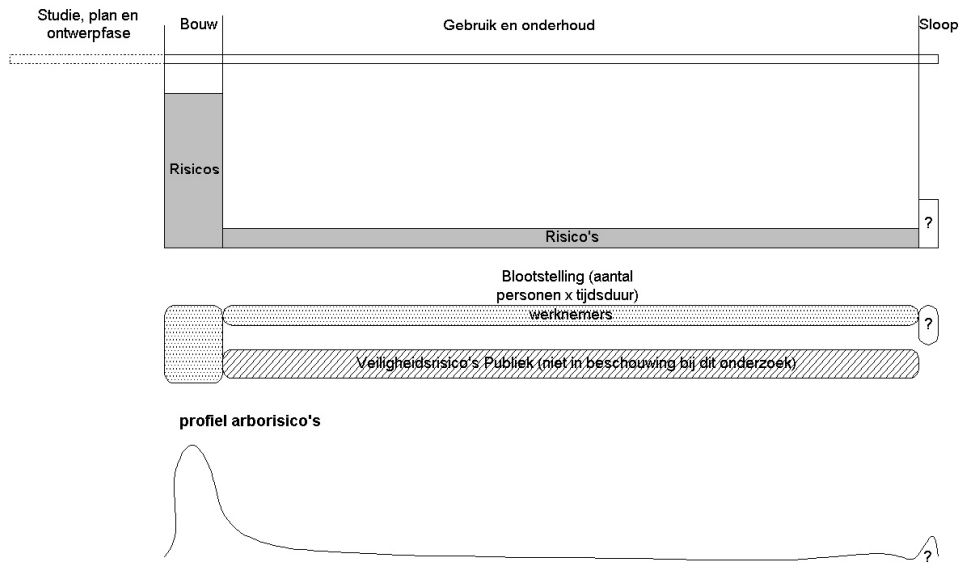 Studie, plan en
ontwerpfase
Bouw
Gebruik en onderhoud
Sloop
Risicos
?
Risico's
Blootstelling (aantal
personen x tijdsduur)
werknemers
?
Veiligheidsrisico's Publiek (niet in beschouwing bij dit onderzoek)
profiel arborisico's
?